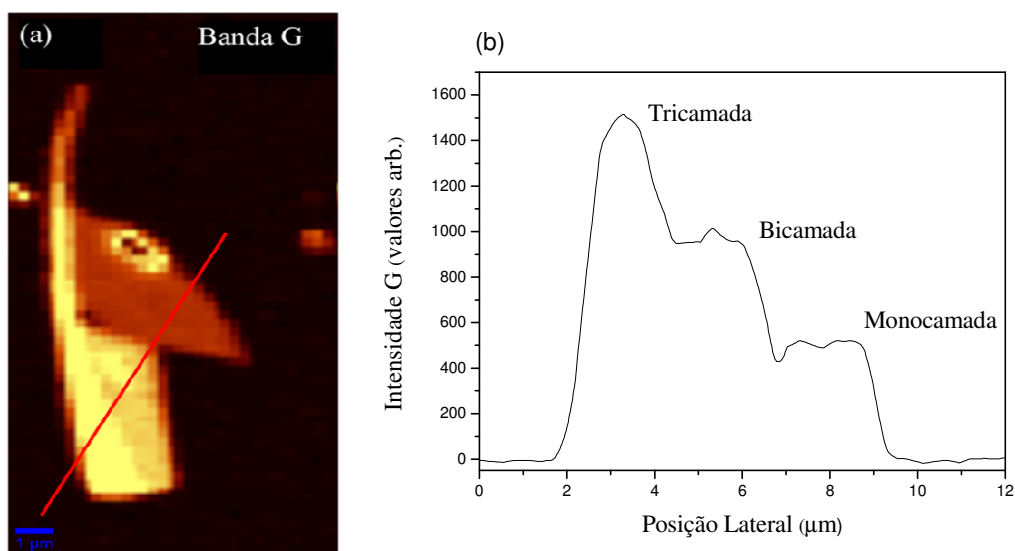 (a)
Banda G
1 µm
(b)
Intensidade G (valores arb.)
1600
1400
1200
1000
800
600
400
200
0
Tricamada
Bicamada
Monocamada
0 2 4 6 8 10 12
Posição Lateral (µm)